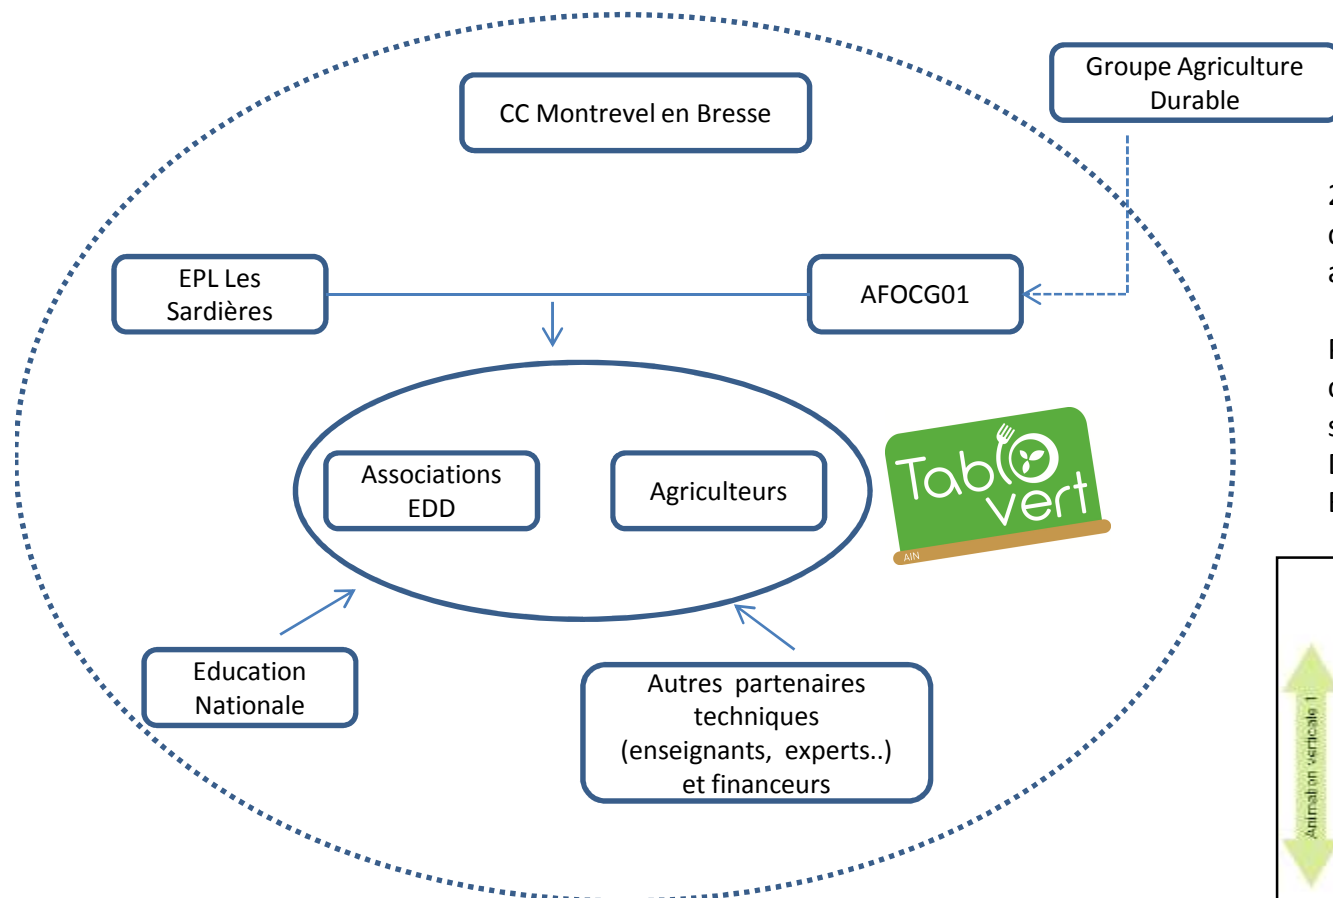 CC Montrevel en Bresse
Groupe Agriculture
Durable
EPL Les
Sardières
AFOCG01
Associations
EDD
Agriculteurs
Tablo
vert
AIN
Education
Nationale
Autres partenaires
techniques
(enseignants, experts..)
et financeurs
Animation verticale 1